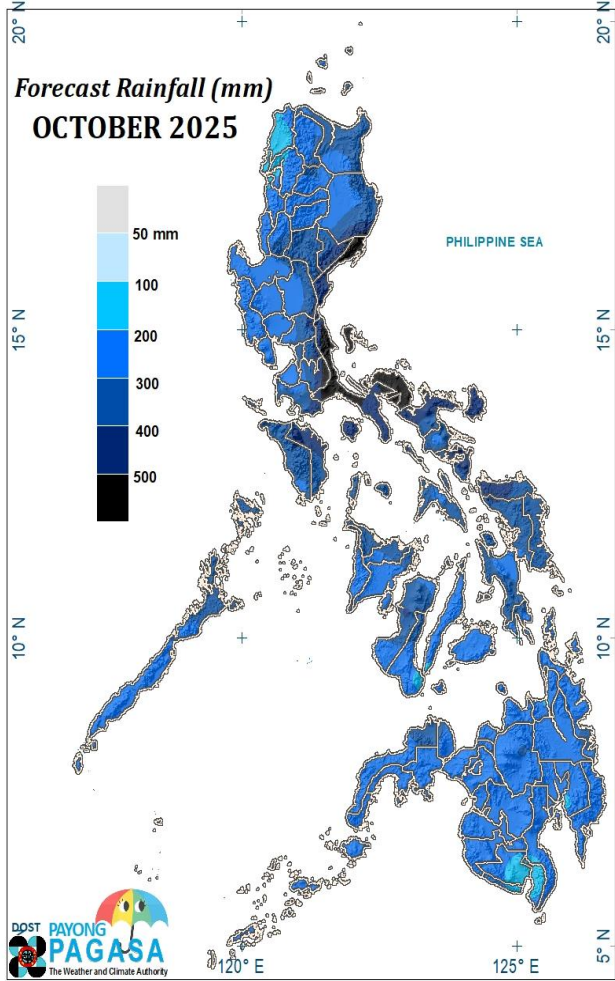 20° N
20° N
Forecast Rainfall (mm)
OCTOBER 2025
50 mm
100
200
300
400
500
PHILIPPINE SEA
15° N
15° N
10° N
10° N
5° N
120° E
125° E
DOST
PAYONG
PAGASA
The Weather and Climate Authority